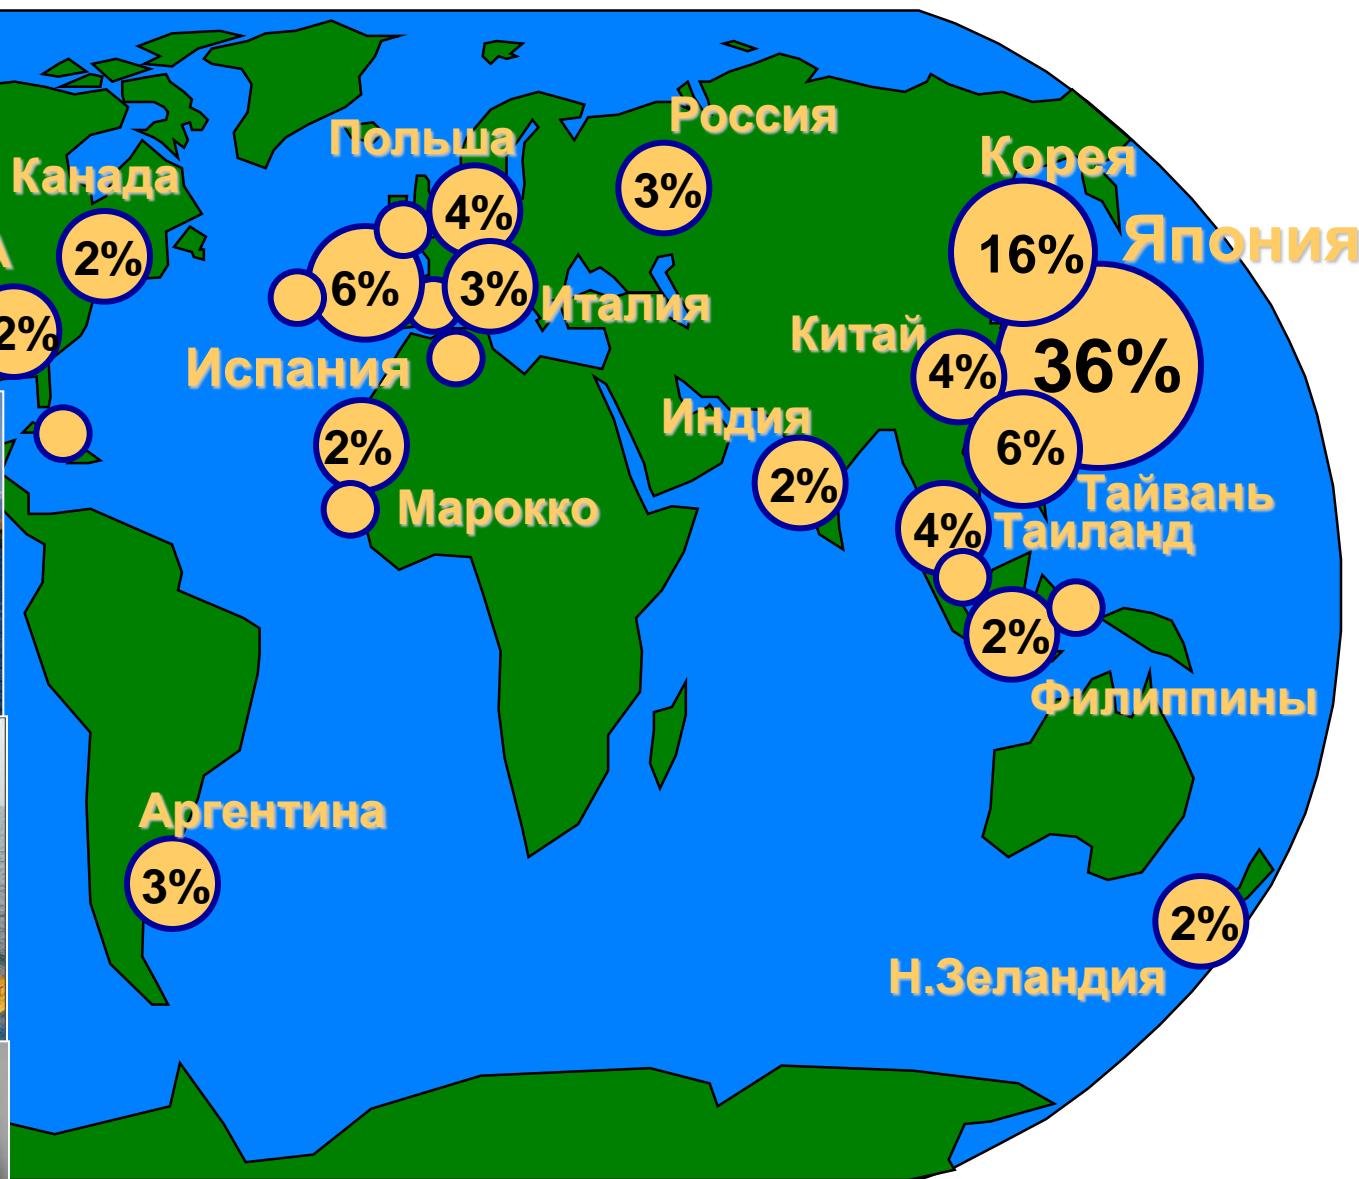 Россия
Польша
Корея
Канада
3%
4%
Япония
2%
16%
6%
3%
Италия
Китай
2%
Испания
4%
36%
Индия
2%
6%
2%
Тайвань
Марокко
4%
Таиланд
2%
Филиппины
Аргентина
3%
2%
Н.Зеландия